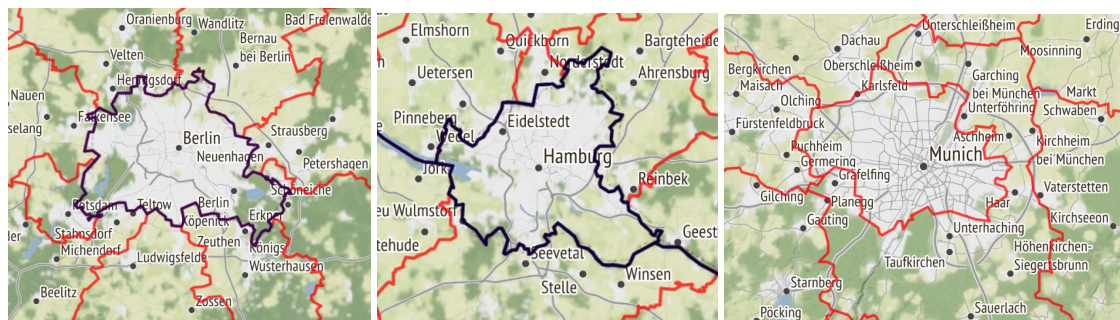 Oranienburg
Wandlitz
Bad Freienwalde
Bernau
bei Berlin
Velten
Hennigsdorf
Nauen
Falkensee
selang
Berlin
Strausberg
Neuenhagen
Petershagen
Schöneiche
Potsdam
Teltow
Berlin
Köpenick
Erkner
Stahnsdorf
Michendorf
Zeuthen
Königs
Wusterhausen
Ludwigsfelde
Beelitz
Zossen
Elmshorn
Quickborn
Bargteheide
Norderstedt
Uetersen
Ahrensburg
Pinneberg
Eidelstedt
Wedel
Hamburg
Jork
Reinbek
eu Wulmstorf
Geest
tehude
Seevetal
Winsen
Stelle
Unterschleißheim
Erding
Dachau
Moosinning
Bergkirchen
Oberschleißheim
Maisach
Karlsfeld
Garching
bei München
Markt
Schwaben
Olching
Unterföhring
Fürstenfeldbruck
Aschheim
Kirchheim
bei München
Puchheim
Munich
Germering
Gräfelfing
Vaterstetten
Gilching
Planegg
Haar
Gauting
Kirchseeon
Unterhaching
Höhenkirchen-
Siegertsbrunn
Taufkirchen
Starnberg
Pöcking
Sauerlach